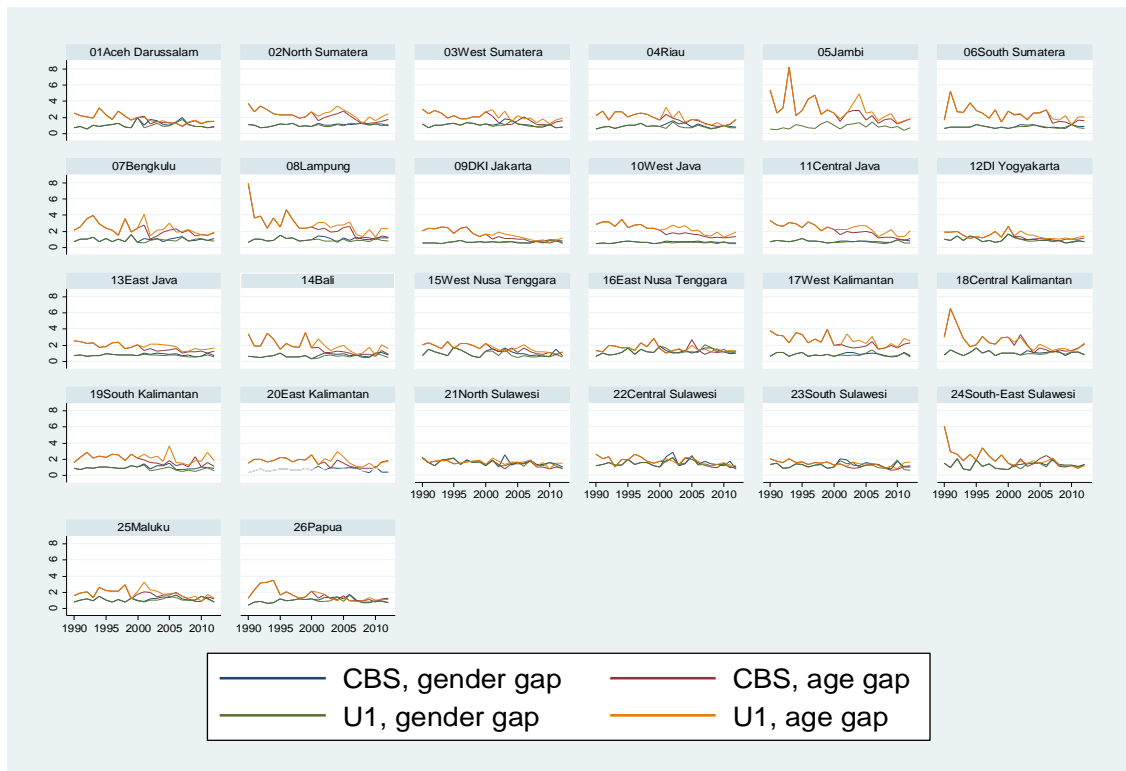 01Aceh Darussalam 02North Sumatera 03West Sumatera 04Riau 05Jambi 06South Sumatera
0 2 4 6 8
07Bengkulu 08Lampung 09DKI Jakarta 10West Java 11Central Java 12DI Yogyakarta
0 2 4 6 8
13East Java 14Bali 15West Nusa Tenggara 16East Nusa Tenggara 17West Kalimantan 18Central Kalimantan
0 2 4 6 8
19South Kalimantan 20East Kalimantan 21North Sulawesi 22Central Sulawesi 23South Sulawesi 24South-East Sulawesi
0 2 4 6 8
1990 1995 2000 2005 2010 1990 1995 2000 2005 2010 1990 1995 2000 2005 2010 1990 1995 2000 2005 2010
25Maluku 26Papua
0 2 4 6 8
1990 1995 2000 2005 2010 1990 1995 2000 2005 2010
CBS, gender gap CBS, age gap
U1, gender gap U1, age gap